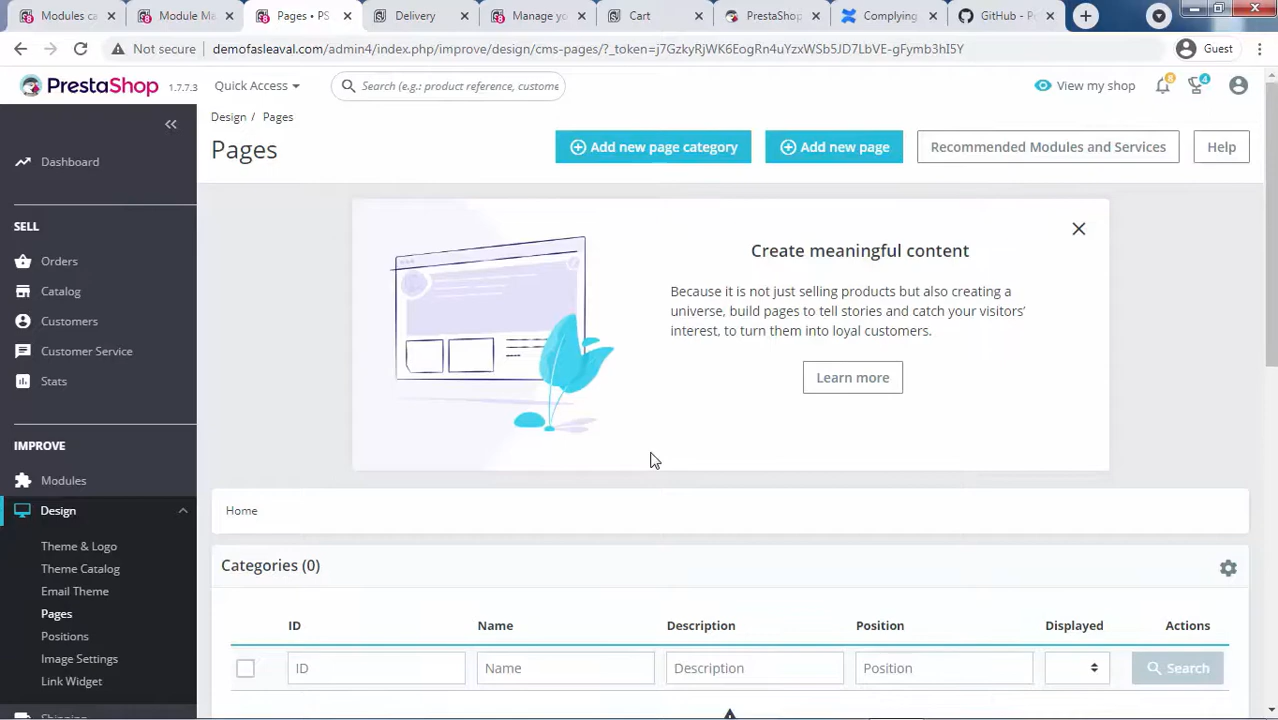 Modules ca
Module Ma
Pages • PS
Delivery
Manage yo
Cart
PrestaShop
Complying
GitHub - P
Not secure
demofasleaval.com/admin4/index.php/improve/design/cms-pages/?_token=j7GzkyRjWK6EogRn4uYzxWSb5JD7LbVE-gFymb3hI5Y
Guest
PrestaShop 1.7.7.3
Quick Access
Search (e.g.: product reference, custome
View my shop
8
4
Design / Pages
Pages
Add new page category
Add new page
Recommended Modules and Services
Help
Dashboard
SELL
Orders
Catalog
Customers
Customer Service
Stats
IMPROVE
Modules
Design
Theme & Logo
Theme Catalog
Email Theme
Pages
Positions
Image Settings
Link Widget
Create meaningful content
Because it is not just selling products but also creating a
universe, build pages to tell stories and catch your visitors'
interest, to turn them into loyal customers.
Learn more
Home
Categories (0)
ID Name Description Position Displayed Actions
ID Name Description Position Search